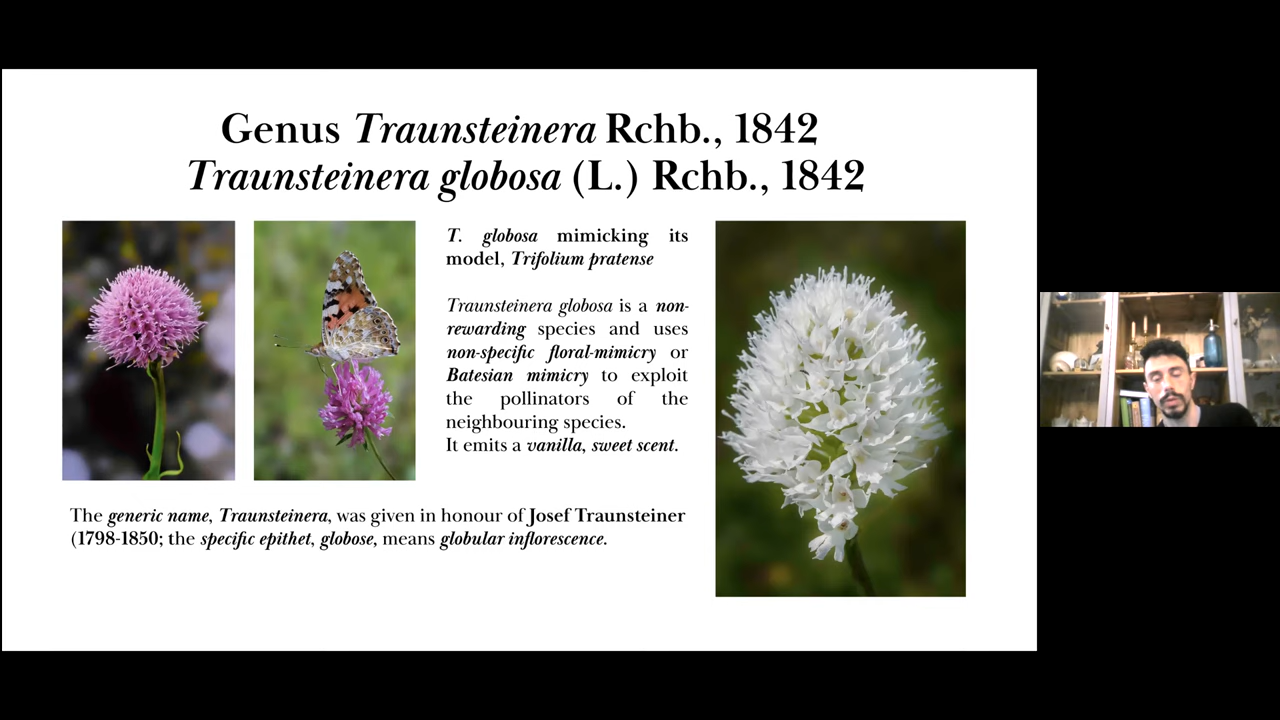 Genus Traunsteinera Rchb., 1842
Traunsteinera globosa (L.) Rchb., 1842
T. globosa mimicking its
model, Trifolium pratense
Traunsteinera globosa is a non-
rewarding species and uses
non-specific floral-mimicry or
Batesian mimicry to exploit
the pollinators of the
neighbouring species.
It emits a vanilla, sweet scent.
The generic name, Traunsteinera, was given in honour of Josef Traunsteiner
(1798-1850; the specific epithet, globose, means globular inflorescence.